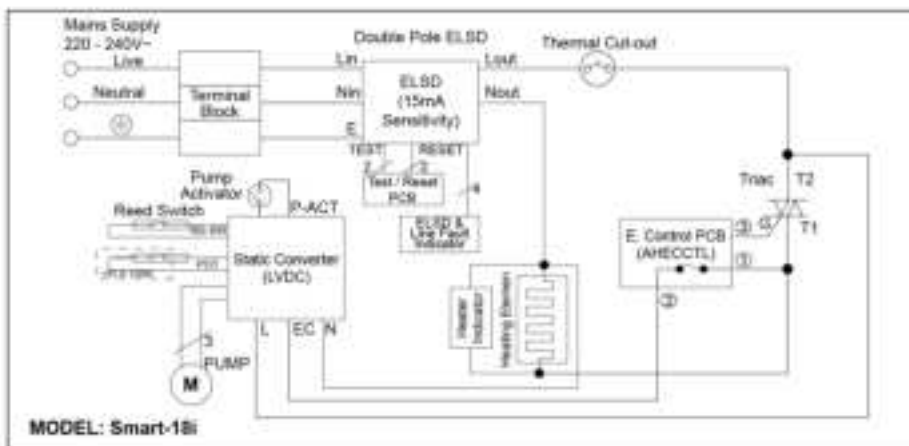 Mains Supply
220 - 240V~
Live
Neutral
Terminal
Block
Double Pole ELSD
Lin
Nin
E
ELSD
(15mA
Sensitivity)
Lout
Nout
Thermal Cut-out
TEST
RESET
2
Test / Reset
PCB
4
ELSD &
Line Fault
Indicator
Pump
Activator
P-ACT
Reed Switch
Static Converter
(LVDC)
L
EC
N
3
PUMP
M
Heater
Indicator
Heating Elemen
Triac
T2
T1
G
E. Control PCB
(AHECCTL)
③
①
②
MODEL: Smart-18i